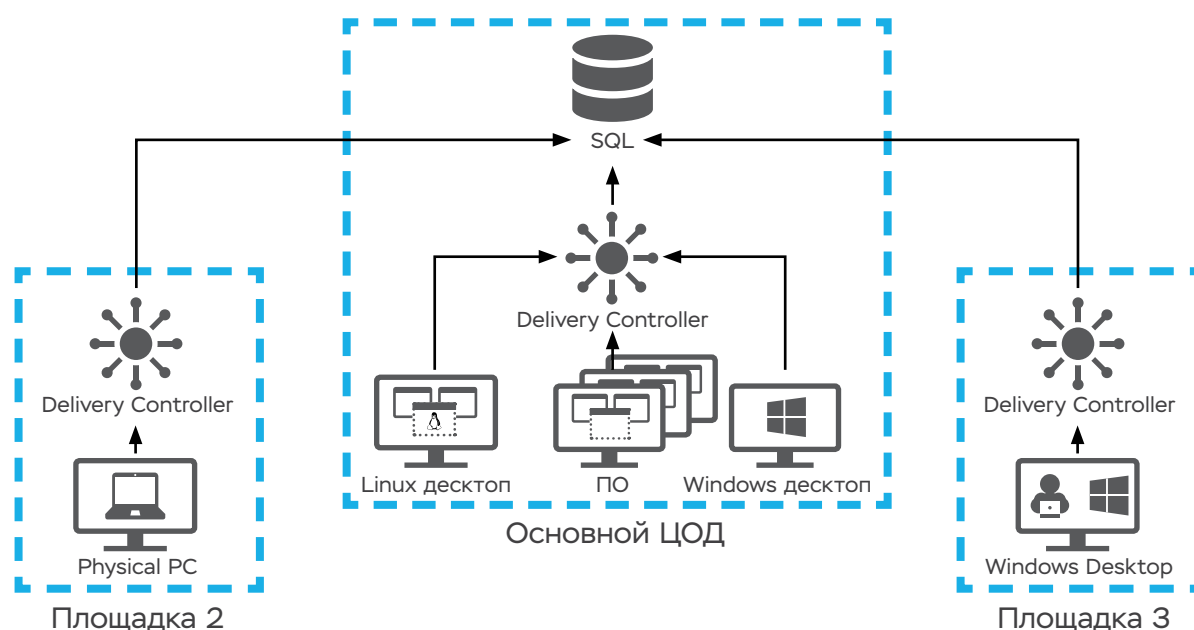 SQL
Delivery Controller
Delivery Controller
Delivery Controller
Linux десктоп
ПО
Windows десктоп
Основной ЦОД
Physical PC
Windows Desktop
Площадка 2
Площадка 3